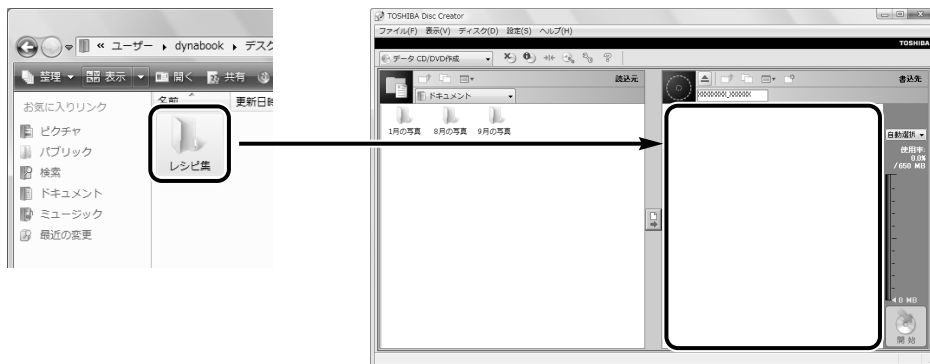 « ユーザー ▸ dynabook ▸ デスク
整理 表示 開く 共有
お気に入りリンク
ピクチャ
パブリック
検索
ドキュメント
ミュージック
最近の変更
名前 更新日時
レシピ集
TOSHIBA Disc Creator
ファイル(F) 表示(V) ディスク(D) 設定(S) ヘルプ(H)
TOSHIBA
データ CD/DVD作成
読込元
ドキュメント
1月の写真 8月の写真 9月の写真
書込先
XXXXXXXX_XXXXXX
自動選択
使用率:
0.0%
/650 MB
0 MB
開始